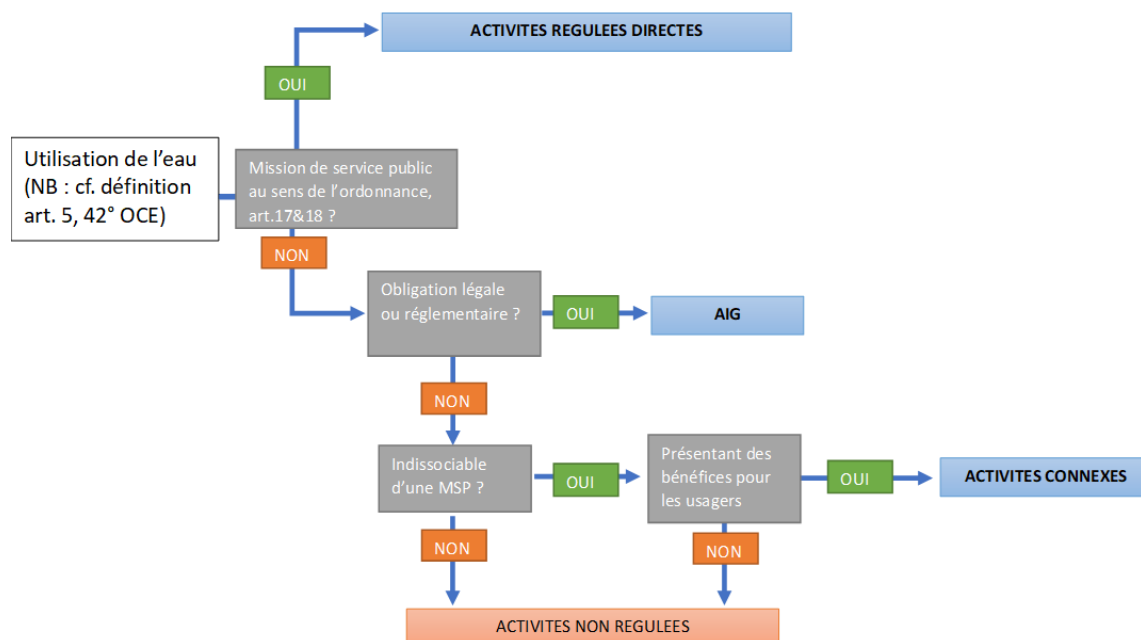 ACTIVITES REGULEES DIRECTES
OUI
Utilisation de l’eau
(NB : cf. définition
art. 5, 42° OCE)
Mission de service public
au sens de l’ordonnance,
art.17&18 ?
NON
Obligation légale
ou réglementaire ?
OUI
AIG
NON
Indissociable
d’une MSP ?
OUI
Présentant des
bénéfices pour
les usagers
OUI
ACTIVITES CONNEXES
NON
NON
ACTIVITES NON REGULEES